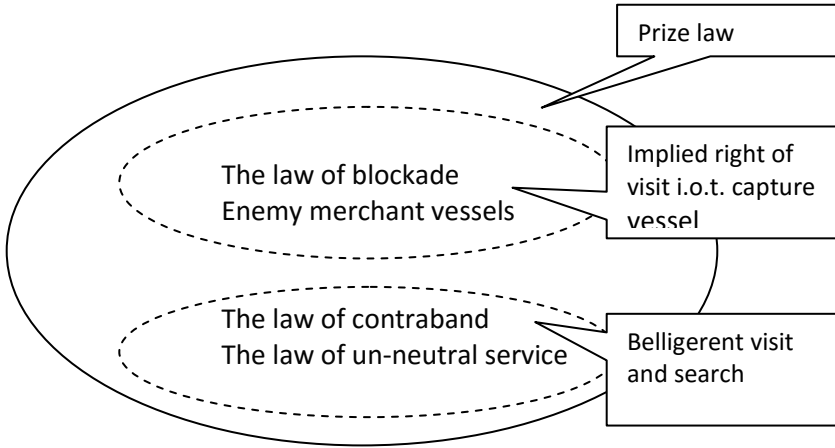 Prize law
The law of blockade
Enemy merchant vessels
Implied right of
visit i.o.t. capture
vessel
The law of contraband
The law of un-neutral service
Belligerent visit
and search